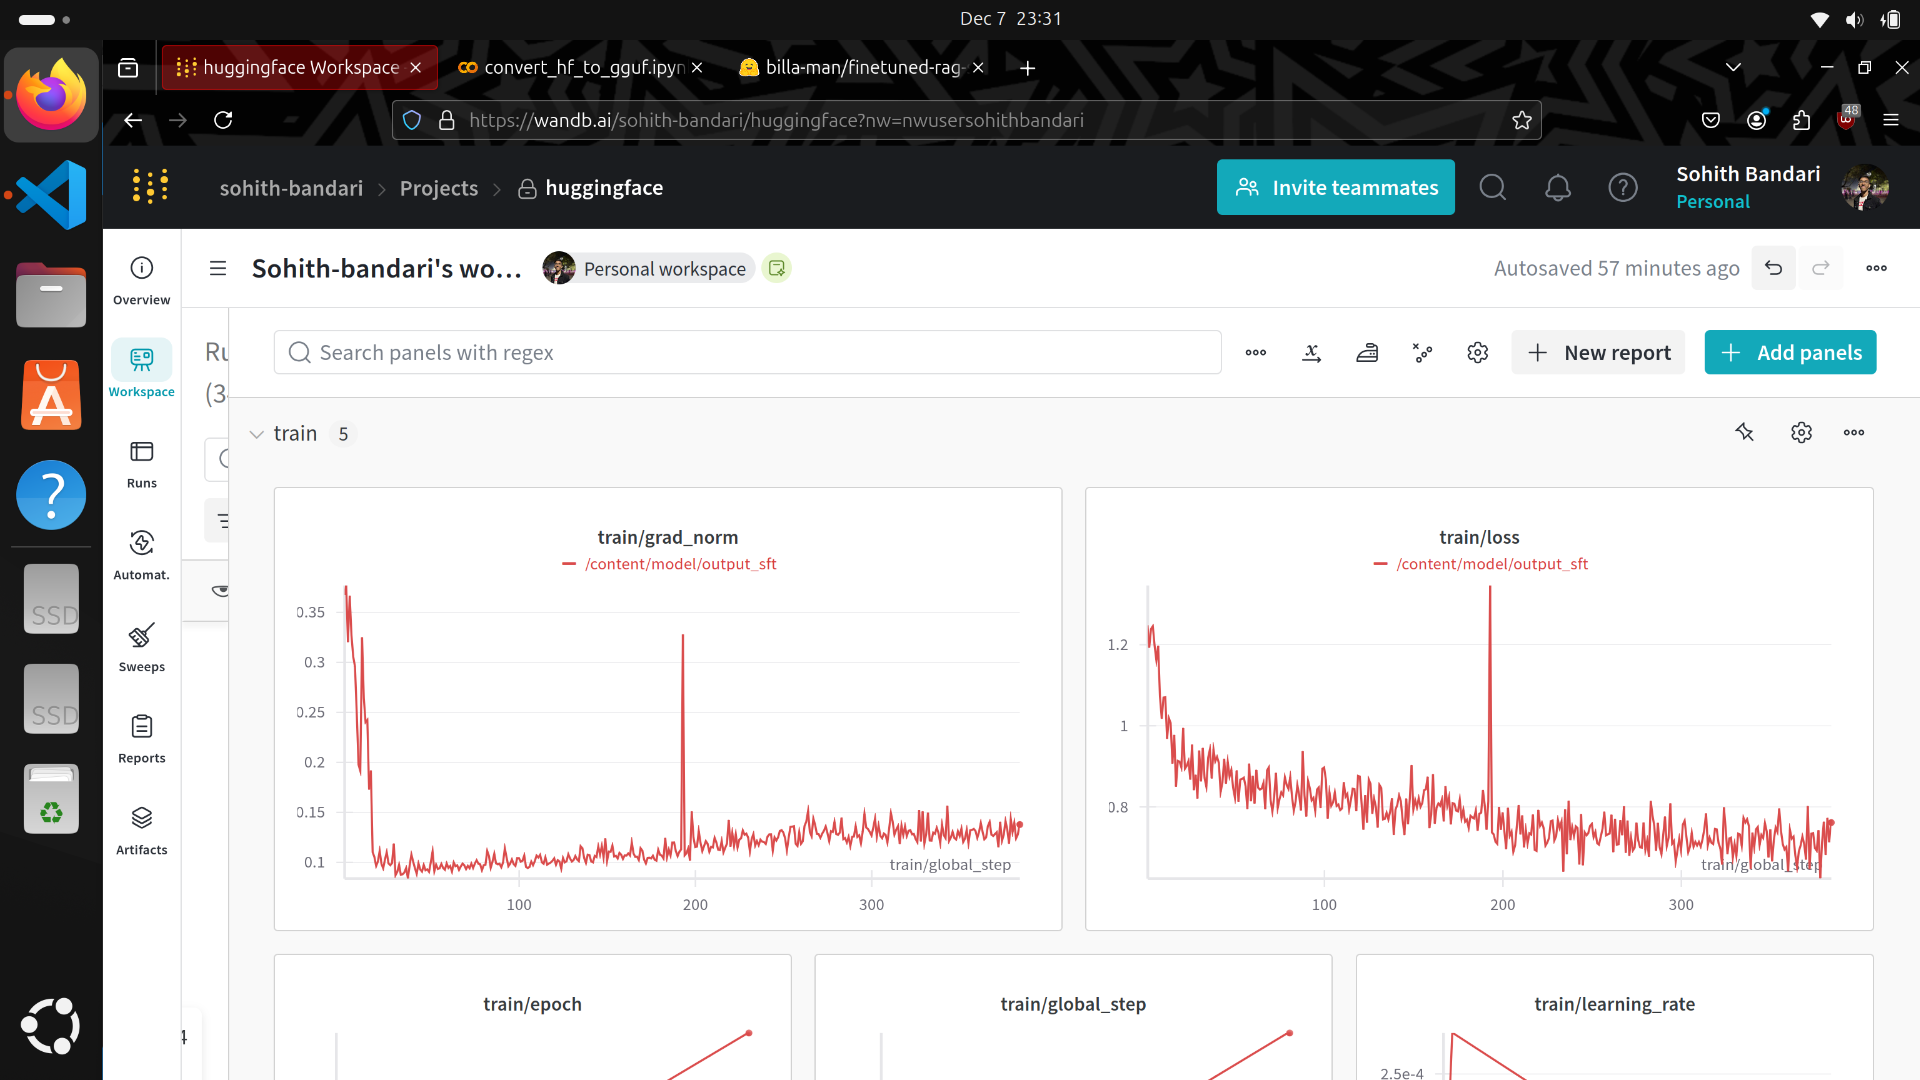 Dec 7 23:31
huggingface Workspace
convert_hf_to_gguf.ipyn
billa-man/finetuned-rag-
https://wandb.ai/sohith-bandari/huggingface?nw=nwusersohithbandari
48
sohith-bandari
Projects
huggingface
Invite teammates
Sohith Bandari
Personal
Overview
Workspace
Runs
Automat.
Sweeps
Reports
Artifacts
Sohith-bandari's wo...
Personal workspace
Autosaved 57 minutes ago
Ru
(3
Search panels with regex
New report
Add panels
train 5
train/grad_norm
/content/model/output_sft
0.35
0.3
0.25
0.2
0.15
0.1
train/global_step
100 200 300
train/loss
/content/model/output_sft
1.2
1
0.8
train/global_step
100 200 300
train/epoch
train/global_step
train/learning_rate
2.5e-4
4
SSD
SSD